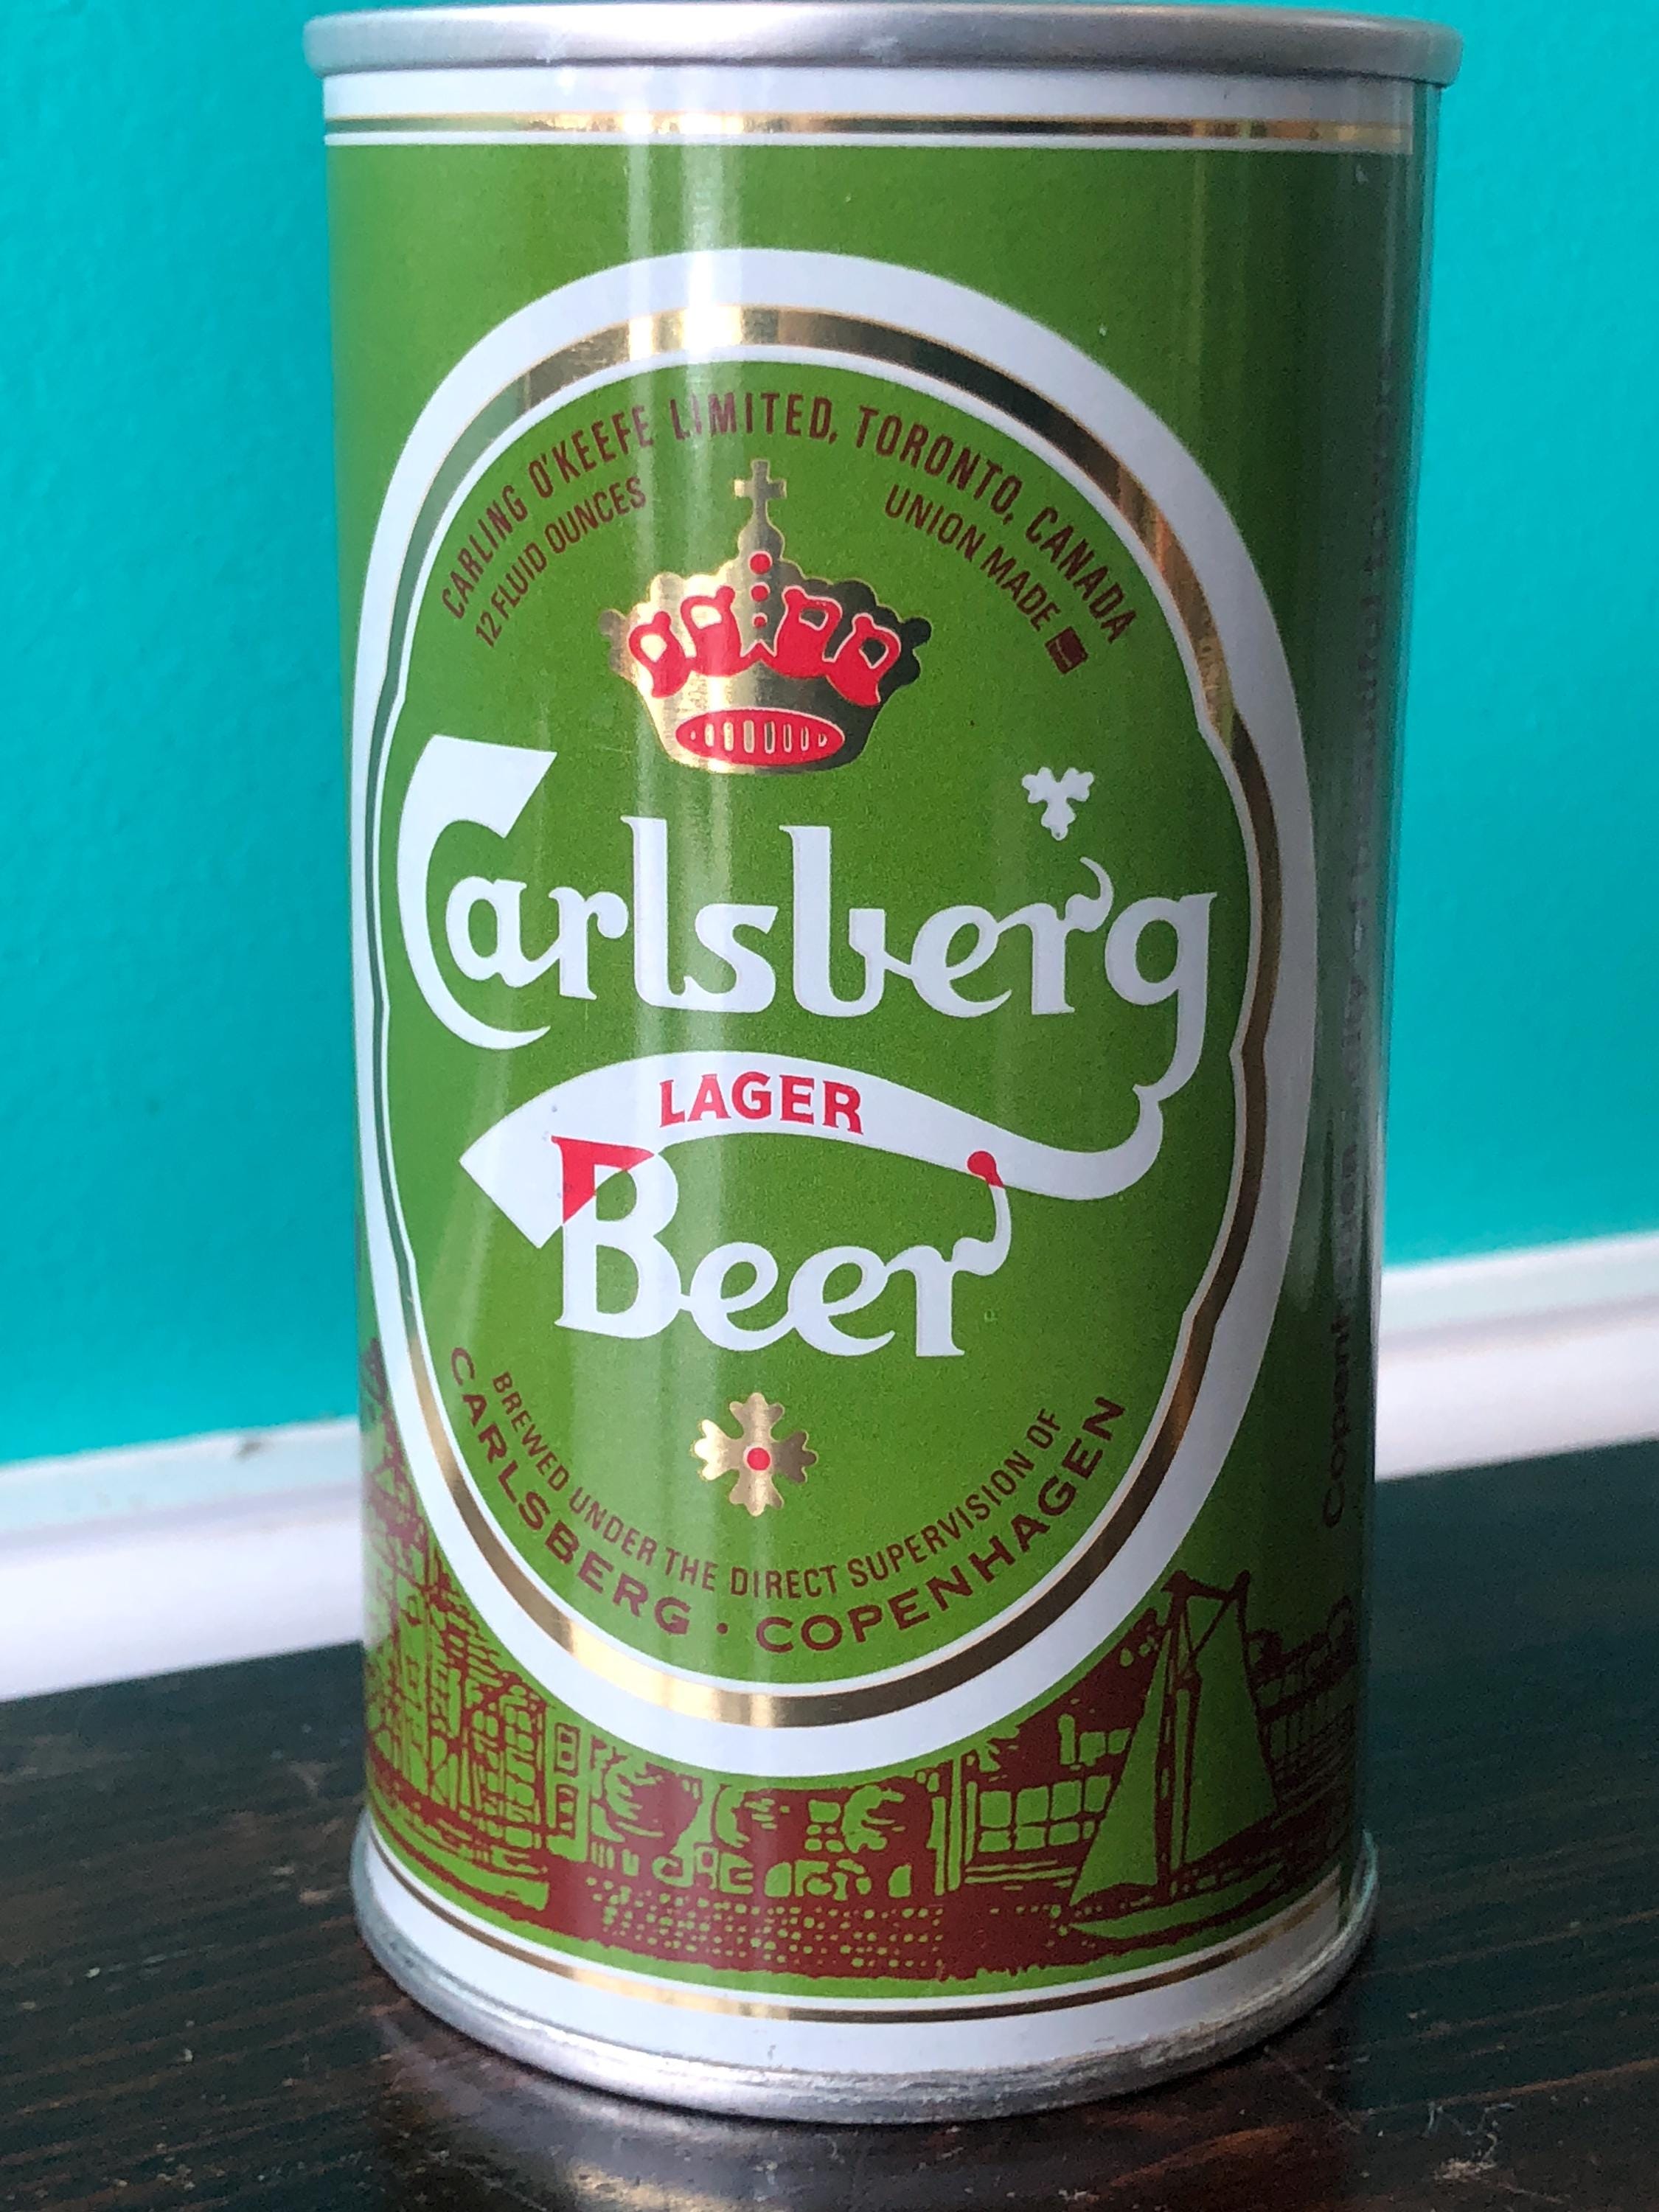 CARLING O'KEEFE LIMITED, TORONTO, CANADA
12 FLUID OUNCES
UNION MADE
Carlsberg
LAGER
Beer
BREWED UNDER THE DIRECT SUPERVISION OF
CARLSBERG · COPENHAGEN